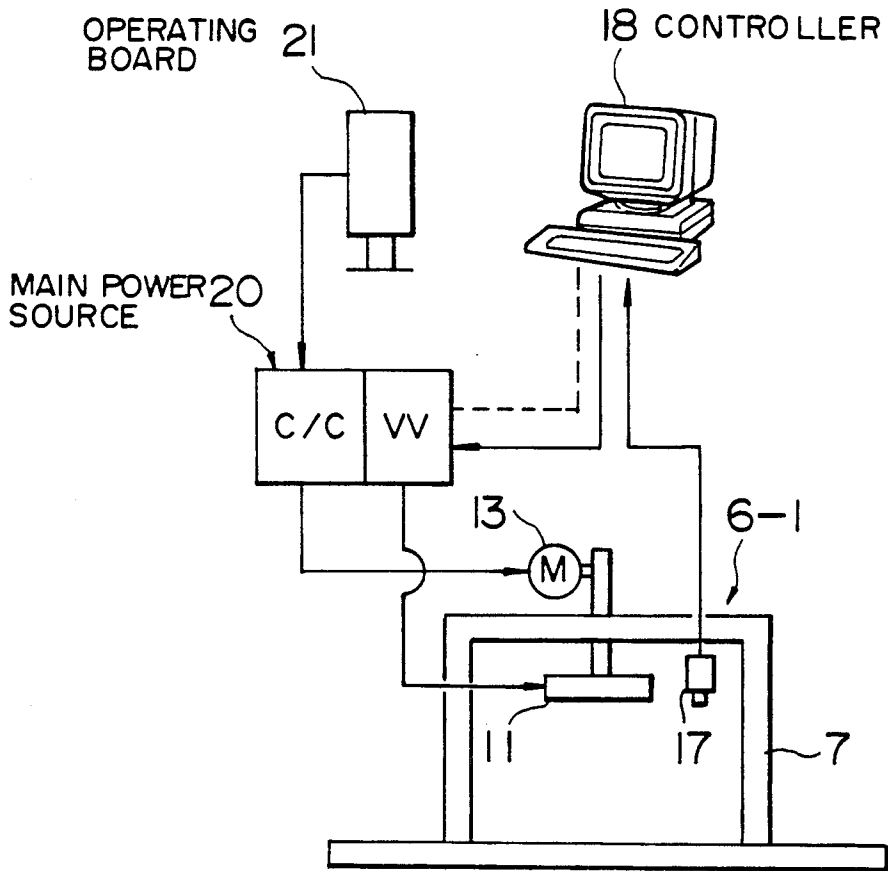 OPERATING BOARD 21
18 CONTROLLER
MAIN POWER SOURCE 20
C/C
VV
13
M
6-1
11
17
7